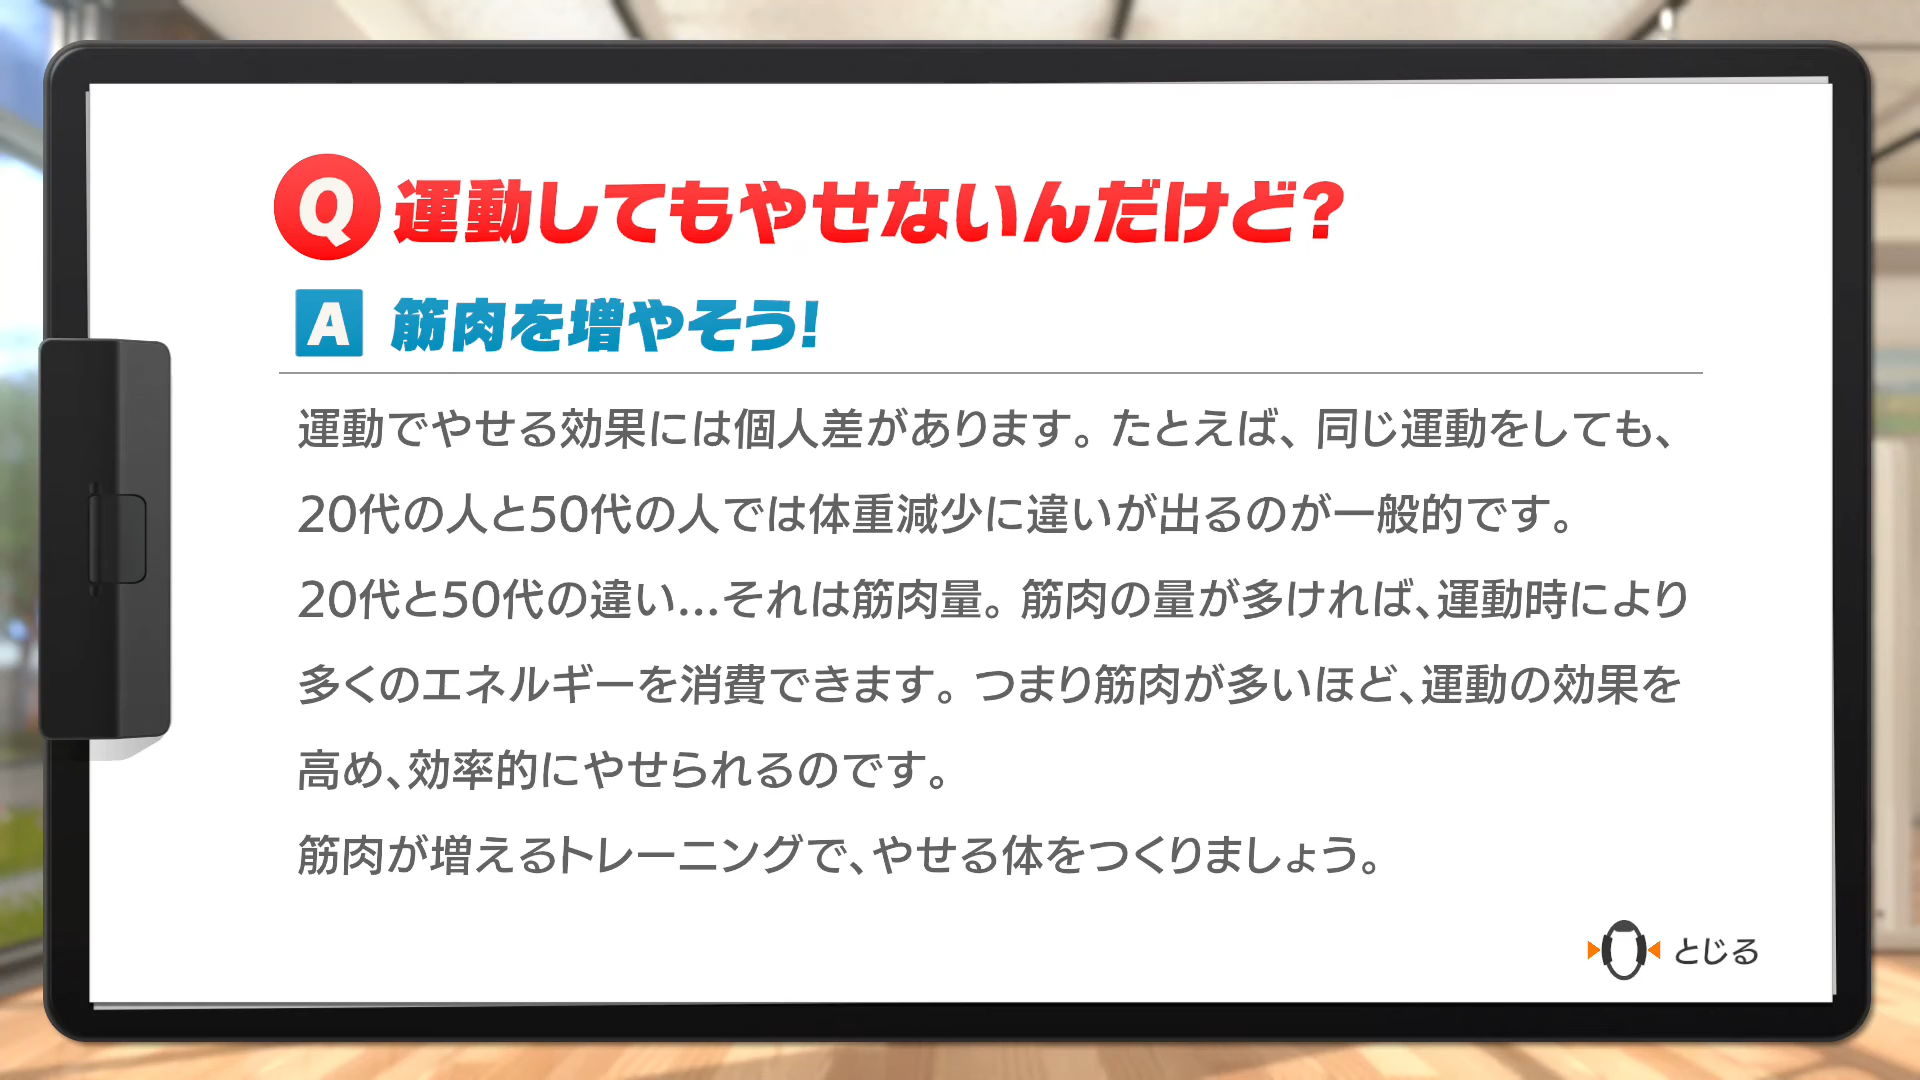 Q 運動してもやせないんだけど?
A 筋肉を増やそう!
運動でやせる効果には個人差があります。たとえば、同じ運動をしても、
20代の人と50代の人では体重減少に違いが出るのが一般的です。
20代と50代の違い…それは筋肉量。筋肉の量が多ければ、運動時により
多くのエネルギーを消費できます。つまり筋肉が多いほど、運動の効果を
高め、効率的にやせられるのです。
筋肉が増えるトレーニングで、やせる体をつくりましょう。
とじる